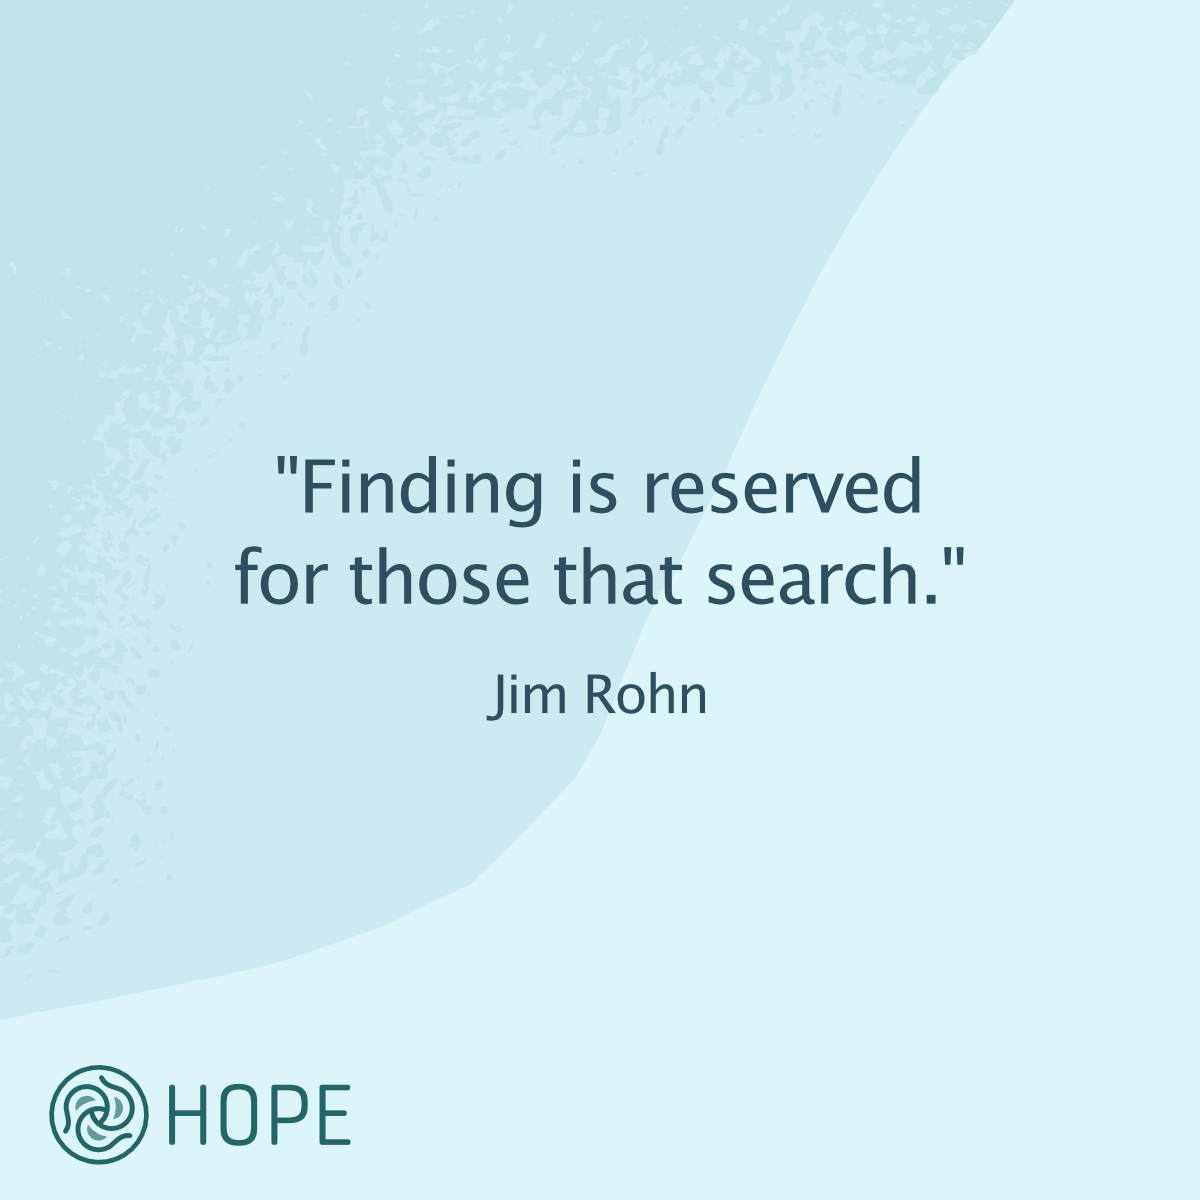 "Finding is reserved
for those that search."
Jim Rohn
HOPE